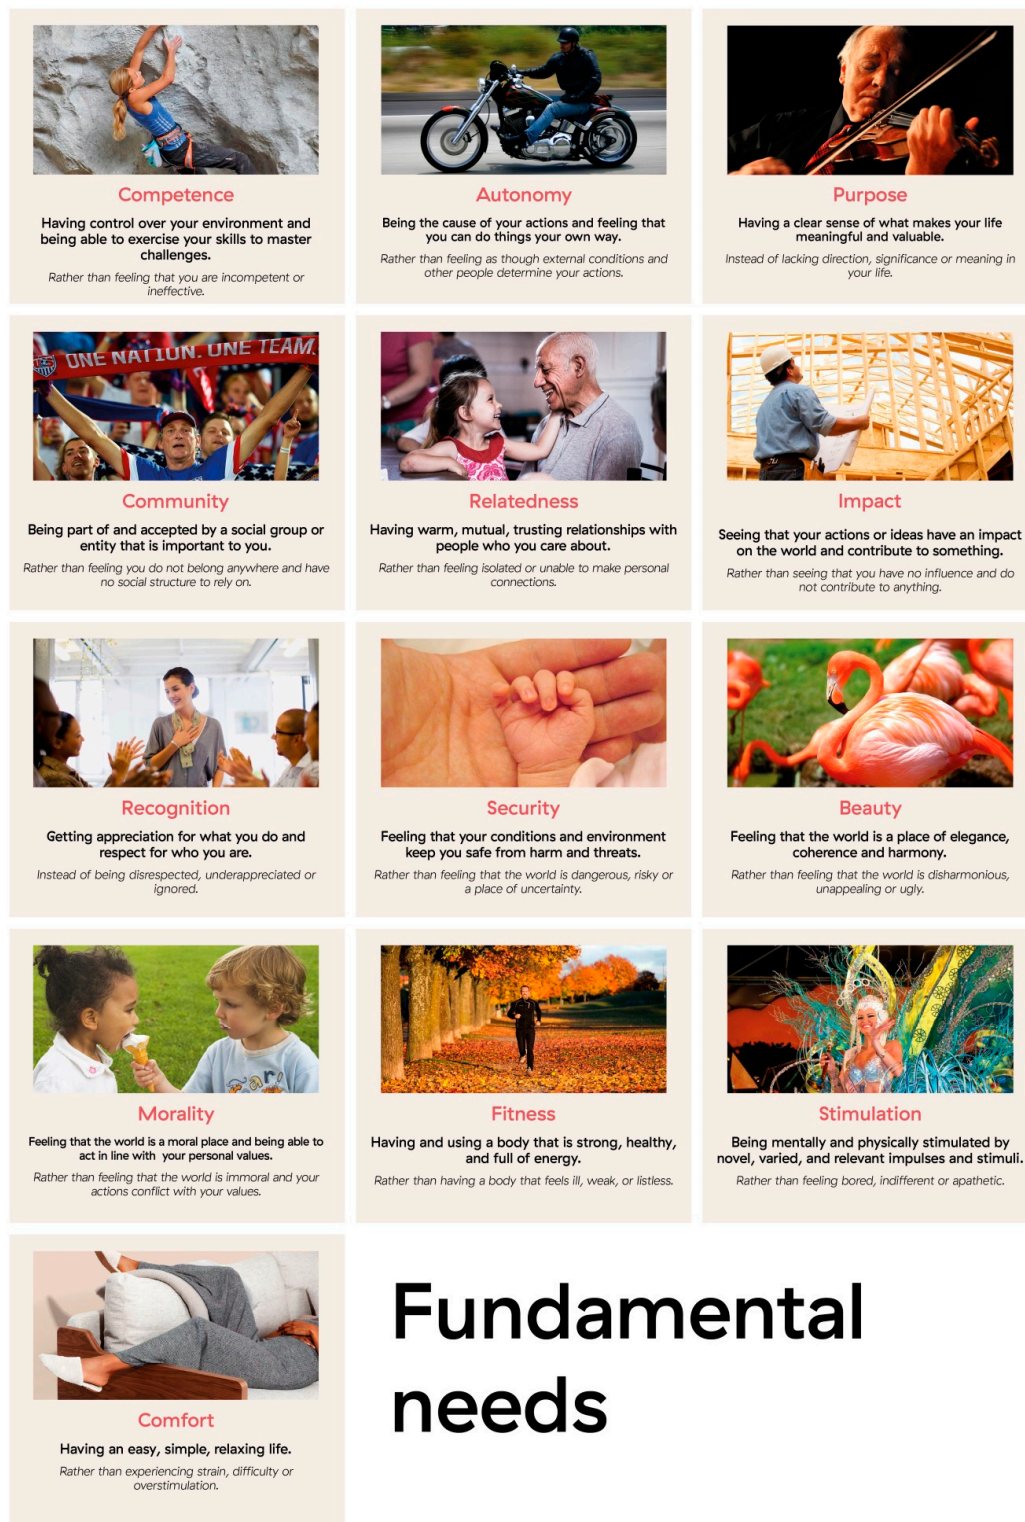 ONE NATION. ONE TEAM.
Competence
Having control over your environment and
being able to exercise your skills to master
challenges.
Rather than feeling that you are incompetent or
ineffective.
Autonomy
Being the cause of your actions and feeling that
you can do things your own way.
Rather than feeling as though external conditions and
other people determine your actions.
Purpose
Having a clear sense of what makes your life
meaningful and valuable.
Instead of lacking direction, significance or meaning in
your life.
Community
Being part of and accepted by a social group or
entity that is important to you.
Rather than feeling you do not belong anywhere and have
no social structure to rely on.
Relatedness
Having warm, mutual, trusting relationships with
people who you care about.
Rather than feeling isolated or unable to make personal
connections.
Impact
Seeing that your actions or ideas have an impact
on the world and contribute to something.
Rather than seeing that you have no influence and do
not contribute to anything.
Recognition
Getting appreciation for what you do and
respect for who you are.
Instead of being disrespected, underappreciated or
ignored.
Security
Feeling that your conditions and environment
keep you safe from harm and threats.
Rather than feeling that the world is dangerous, risky or
a place of uncertainty.
Beauty
Feeling that the world is a place of elegance,
coherence and harmony.
Rather than feeling that the world is disharmonious,
unappealing or ugly.
Morality
Feeling that the world is a moral place and being able to
act in line with your personal values.
Rather than feeling that the world is immoral and your
actions conflict with your values.
Fitness
Having and using a body that is strong, healthy,
and full of energy.
Rather than having a body that feels ill, weak, or listless.
Stimulation
Being mentally and physically stimulated by
novel, varied, and relevant impulses and stimuli.
Rather than feeling bored, indifferent or apathetic.
Comfort
Having an easy, simple, relaxing life.
Rather than experiencing strain, difficulty or
overstimulation.
Fundamental
needs